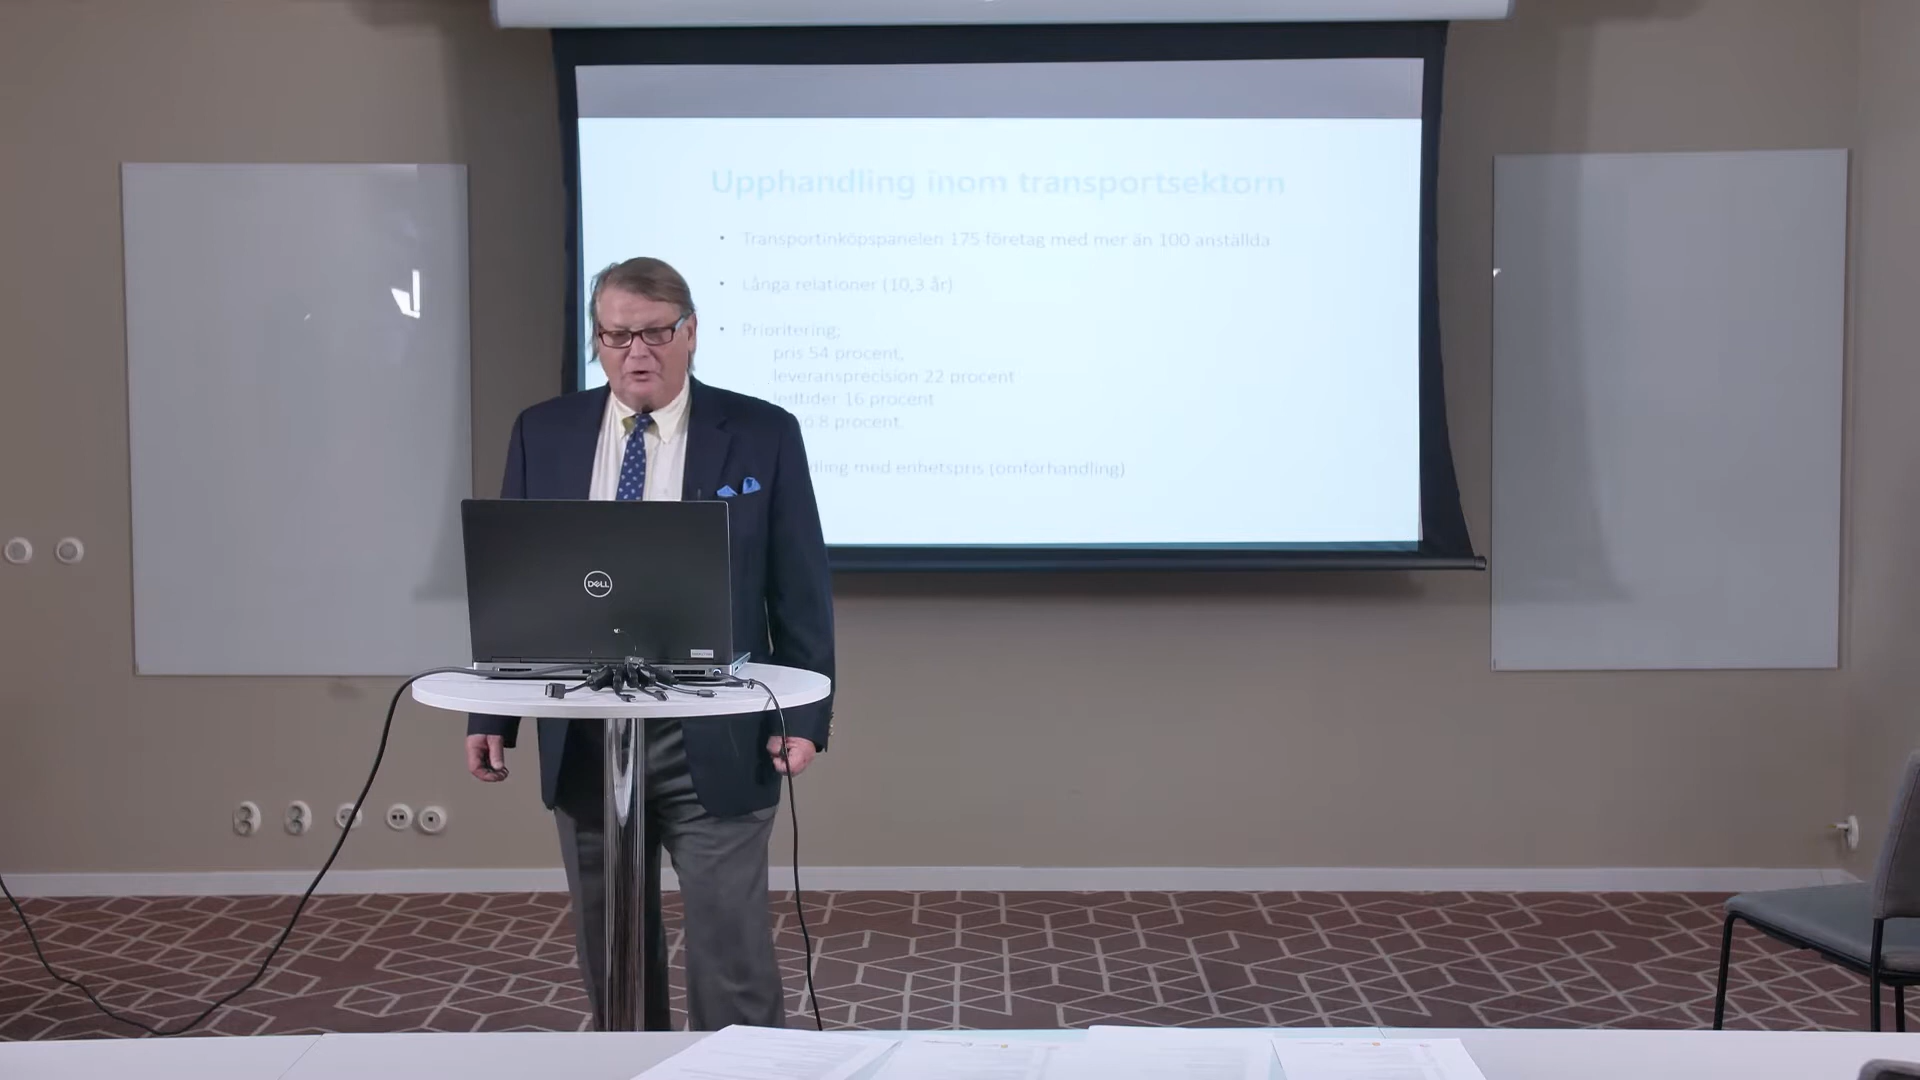 Upphandling inom transportsektorn
• Transportinköpspanelen 175 företag med mer än 100 anställda
• Långa relationer (10,3 år)
• Prioritering;
pris 54 procent,
leveransprecision 22 procent
ledtider 16 procent
8 procent
med enhetspris (omförhandling)
DELL